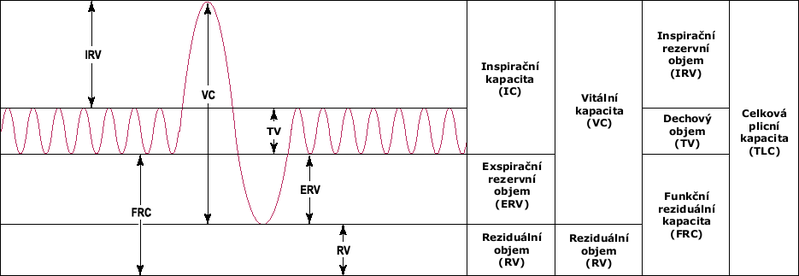 IRV
VC
TV
FRC
ERV
RV
Inspirační
kapacita
(IC)
Exspirační
rezervní
objem
(ERV)
Reziduální
objem
(RV)
Vitální
kapacita
(VC)
Reziduální
objem
(RV)
Inspirační
rezervní
objem
(IRV)
Dechový
objem
(TV)
Funkční
reziduální
kapacita
(FRC)
Celková
plicní
kapacita
(TLC)